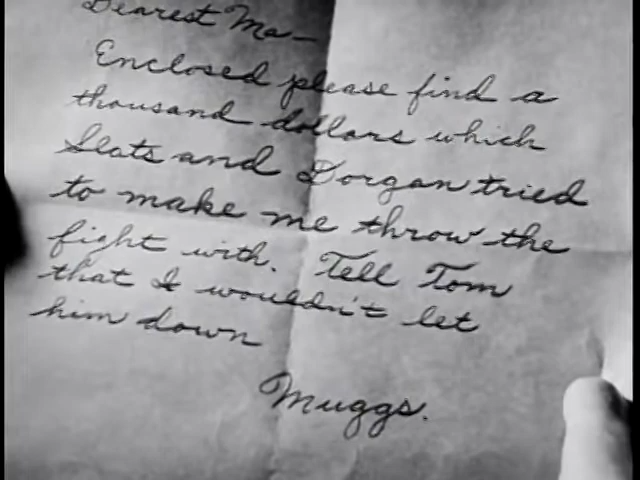 Dearest Ma—
Enclosed please find a
thousand dollars which
Slats and Dorgan tried
to make me throw the
fight with. Tell Tom
that I wouldn't let
him down
Muggs.